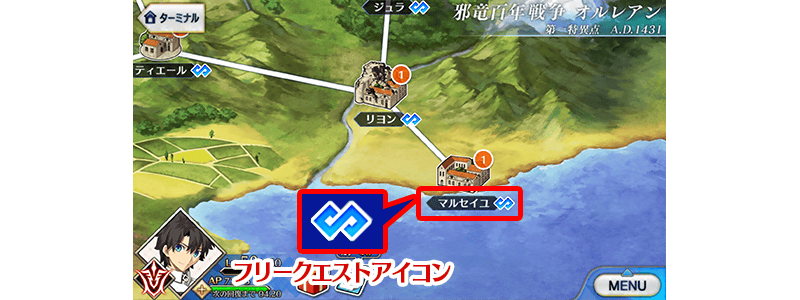 ターミナル
ジュラ
邪竜百年戦争 オルレアン
第一特異点 A.D.1431
ティエール
1
リヨン
1
マルセイユ
フリークエストアイコン
AP 7
次の回復まで 04:20
MENU